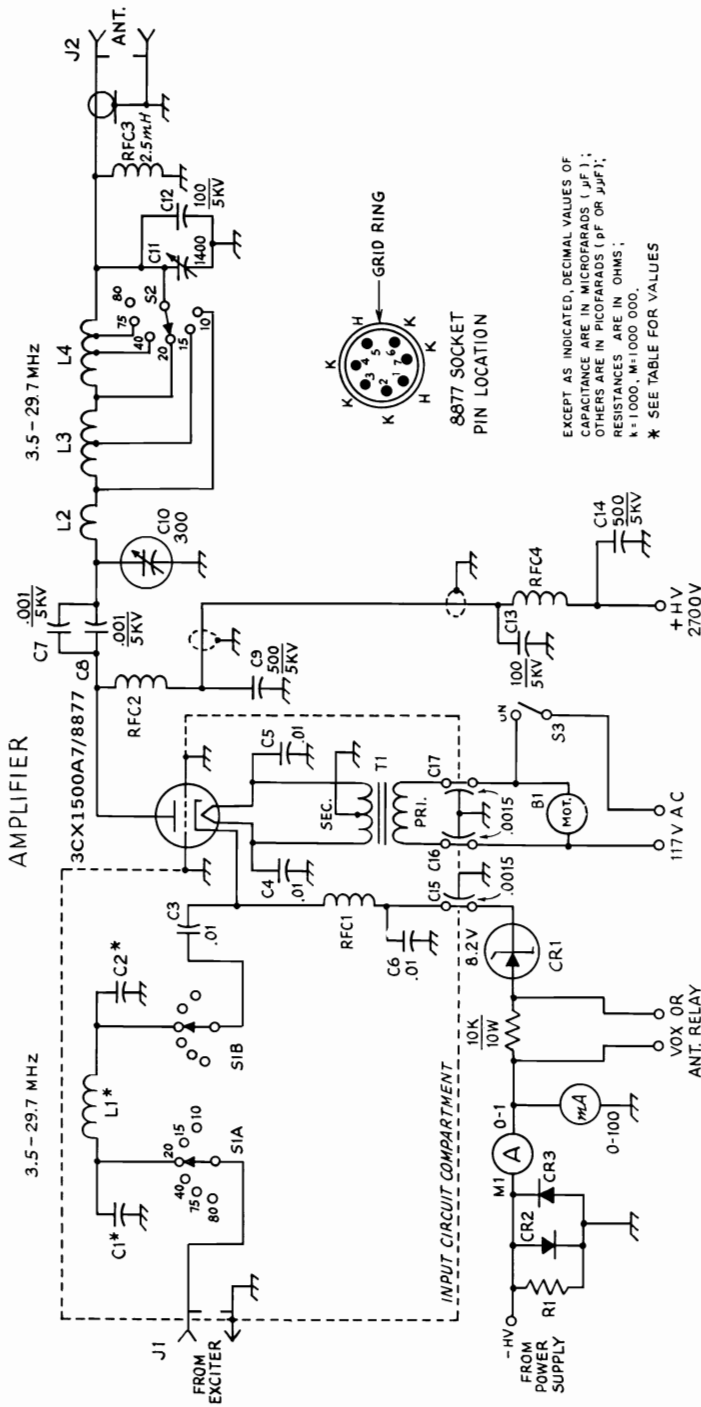 AMPLIFIER
3.5–29.7 MHz
3.5–29.7 MHz
J1
FROM
EXCITER
C1*
L1*
C2*
S1A
20
15
10
40
75
80
S1B
C3
.01
INPUT CIRCUIT COMPARTMENT
3CX1500A7/8877
C4
.01
C5
.01
SEC.
T1
PRI.
RFC1
C6
.01
C15
.0015
C16
C17
.0015
8.2V
CR1
10K
10W
VOX OR
ANT. RELAY
M1
A
0-1
mA
0-100
CR2
CR3
R1
-HV
FROM
POWER
SUPPLY
B1
MOT.
117V AC
ON
S3
C7
.001
5KV
C8
.001
5KV
RFC2
C9
500
5KV
C10
300
L2
L3
L4
80
75
40
20
15
10
S2
C11
1400
C12
100
5KV
RFC3
2.5mH
J2
ANT.
C13
100
5KV
RFC4
C14
500
5KV
+HV
2700V
GRID RING
K
K
K
K
K
H
H
1
2
3
4
5
6
7
8877 SOCKET
PIN LOCATION
EXCEPT AS INDICATED, DECIMAL VALUES OF
CAPACITANCE ARE IN MICROFARADS ( µF ) ;
OTHERS ARE IN PICOFARADS ( pF OR µµF);
RESISTANCES ARE IN OHMS ;
k = 1000, M=1000 000.
* SEE TABLE FOR VALUES